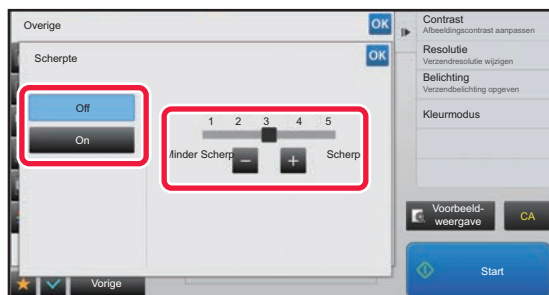 Overige
OK
Scherpte
OK
Off
On
1 2 3 4 5
Minder Scherp
Scherp
Contrast
Afbeeldingscontrast aanpassen
Resolutie
Verzendresolutie wijzigen
Belichting
Verzendbelichting opgeven
Kleurmodus
Voorbeeld-
weergave
CA
Vorige
Start